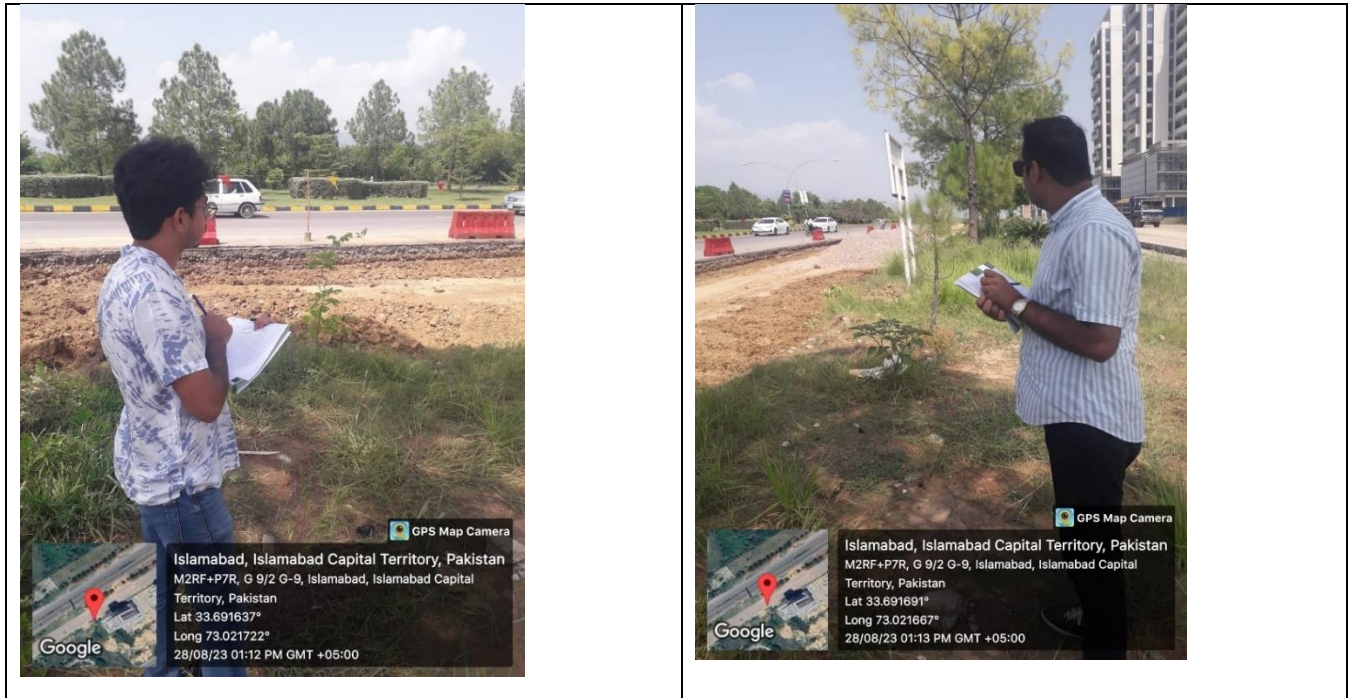 GPS Map Camera
Islamabad, Islamabad Capital Territory, Pakistan
M2RF+P7R, G 9/2 G-9, Islamabad, Islamabad Capital
Territory, Pakistan
Lat 33.691637°
Long 73.021722°
28/08/23 01:12 PM GMT +05:00
Google
GPS Map Camera
Islamabad, Islamabad Capital Territory, Pakistan
M2RF+P7R, G 9/2 G-9, Islamabad, Islamabad Capital
Territory, Pakistan
Lat 33.691691°
Long 73.021667°
28/08/23 01:13 PM GMT +05:00
Google